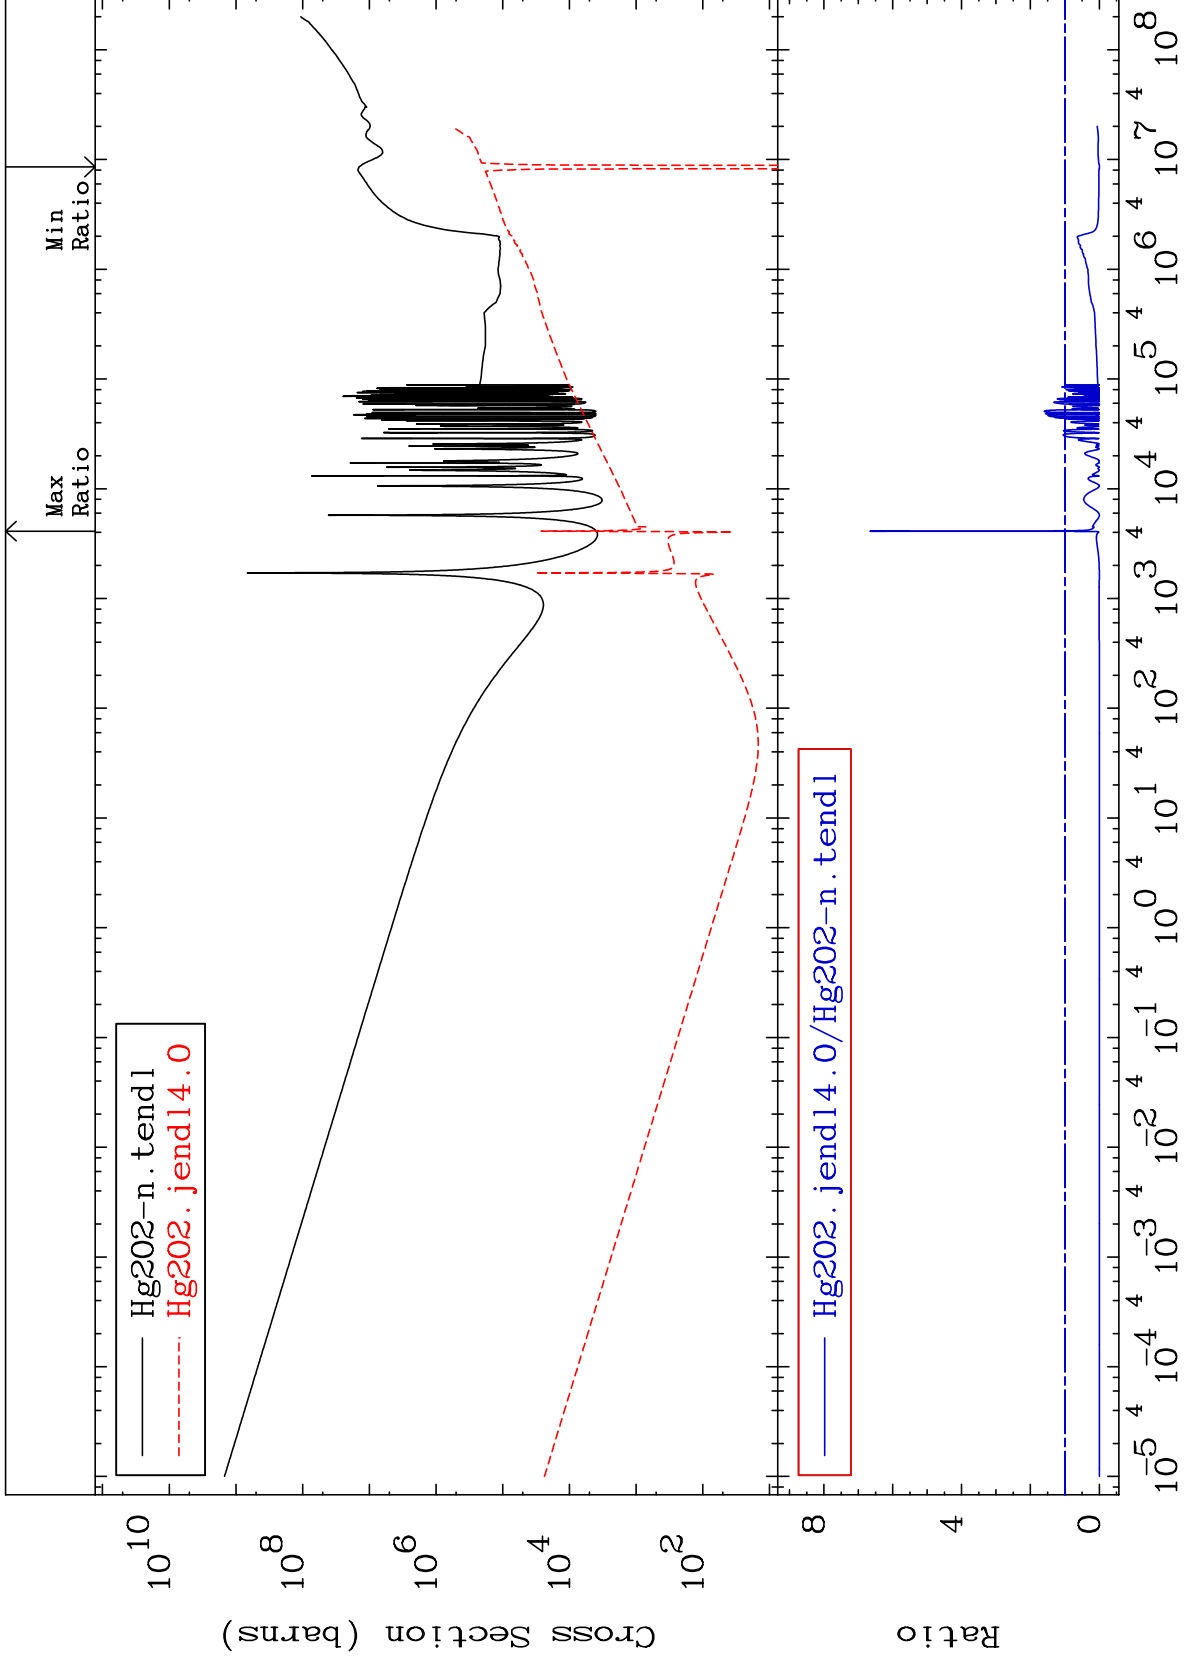 Max
Ratio
Min
Ratio
Hg202-n.tendl
Hg202.jendl4.0
10^10
10^8
10^6
10^4
10^2
Cross Section (barns)
Hg202.jendl4.0/Hg202-n.tendl
8
4
0
Ratio
10^-5 4 10^-4 4 10^-3 4 10^-2 4 10^-1 4 10^0 4 10^1 4 10^2 4 10^3 4 10^4 4 10^5 4 10^6 4 10^7 4 10^8